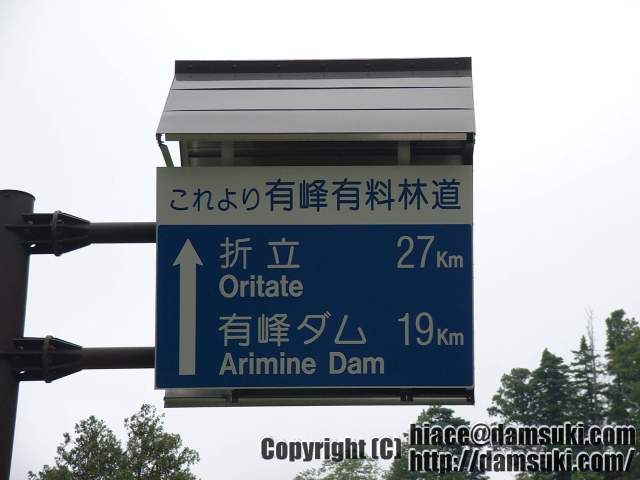 これより有峰有料林道
折立 27Km
Oritate
有峰ダム 19Km
Arimine Dam
Copyright (C) hiace@damsuki.com
http://damsuki.com/